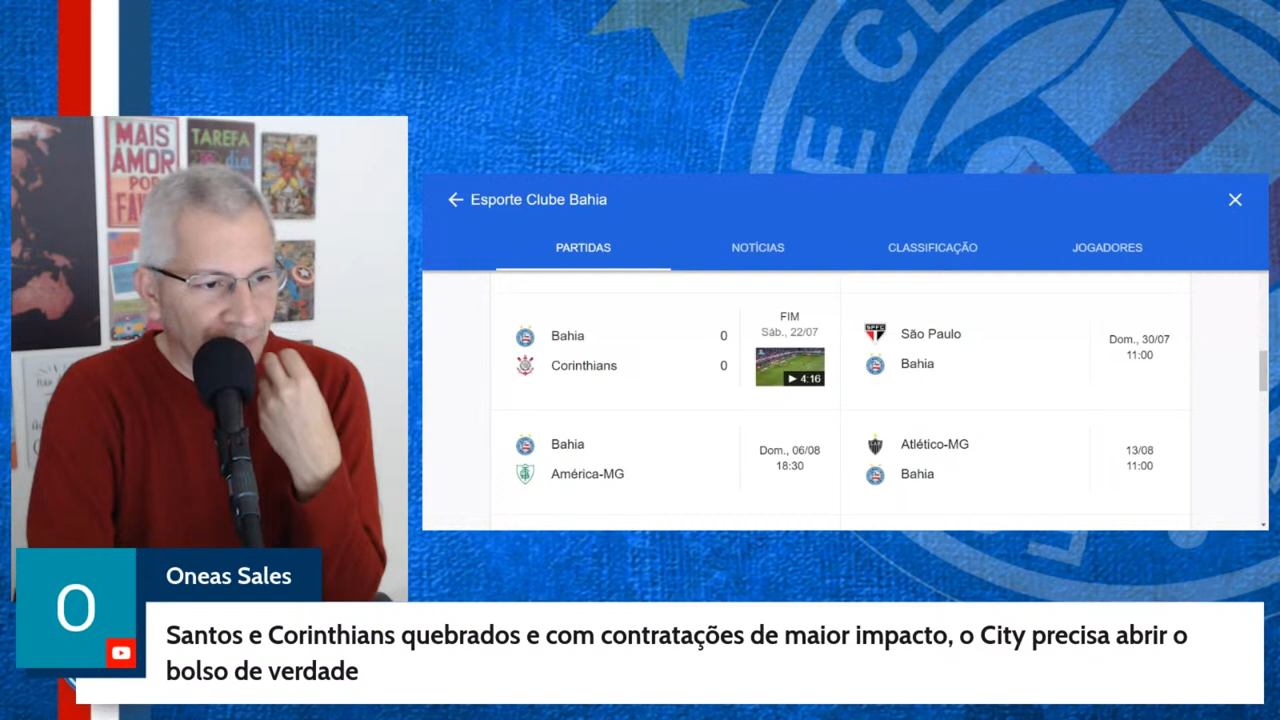 MAIS
AMOR
POR
FAV
TAREFA
dia
← Esporte Clube Bahia
PARTIDAS
NOTÍCIAS
CLASSIFICAÇÃO
JOGADORES
Bahia 0
Corinthians 0
FIM
Sáb., 22/07
4:16
São Paulo
Bahia
Dom., 30/07
11:00
Bahia
América-MG
Dom., 06/08
18:30
Atlético-MG
Bahia
13/08
11:00
O
Oneas Sales
Santos e Corinthians quebrados e com contratações de maior impacto, o City precisa abrir o
bolso de verdade